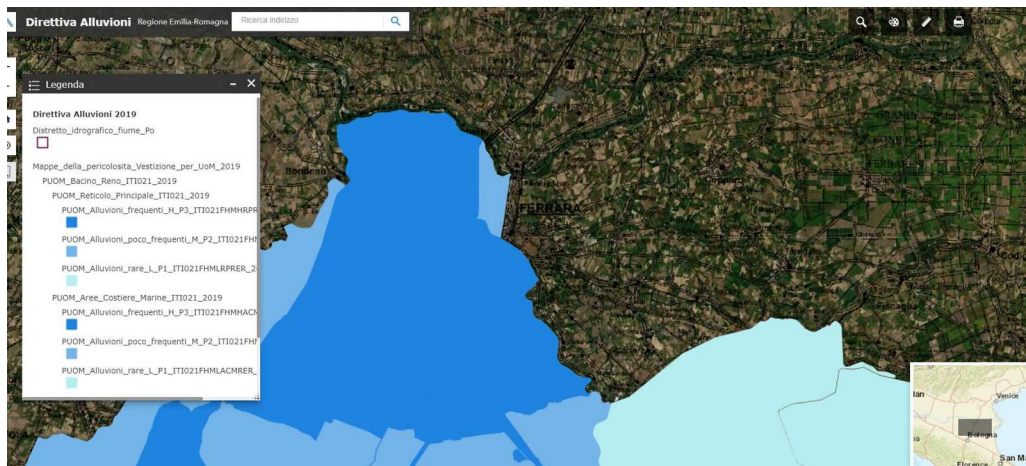 Direttiva Alluvioni Regione Emilia-Romagna
Ricerca indirizzo
Legenda
Direttiva Alluvioni 2019
Distretto_idrografico_fiume_Po
Mappe_della_pericolosita_Vestizione_per_UoM_2019
PUOM_Bacino_Reno_ITI021_2019
PUOM_Reticolo_Principale_ITI021_2019
PUOM_Alluvioni_frequenti_H_P3_ITI021FHMHRPR
PUOM_Alluvioni_poco_frequenti_M_P2_ITI021FHM
PUOM_Alluvioni_rare_L_P1_ITI021FHMLRPRER_2
PUOM_Aree_Costiere_Marine_ITI021_2019
PUOM_Alluvioni_frequenti_H_P3_ITI021FHMHACM
PUOM_Alluvioni_poco_frequenti_M_P2_ITI021FHM
PUOM_Alluvioni_rare_L_P1_ITI021FHMLACMRER_
Bondeno
FERRARA
Venice
Bologna
Florence
San M